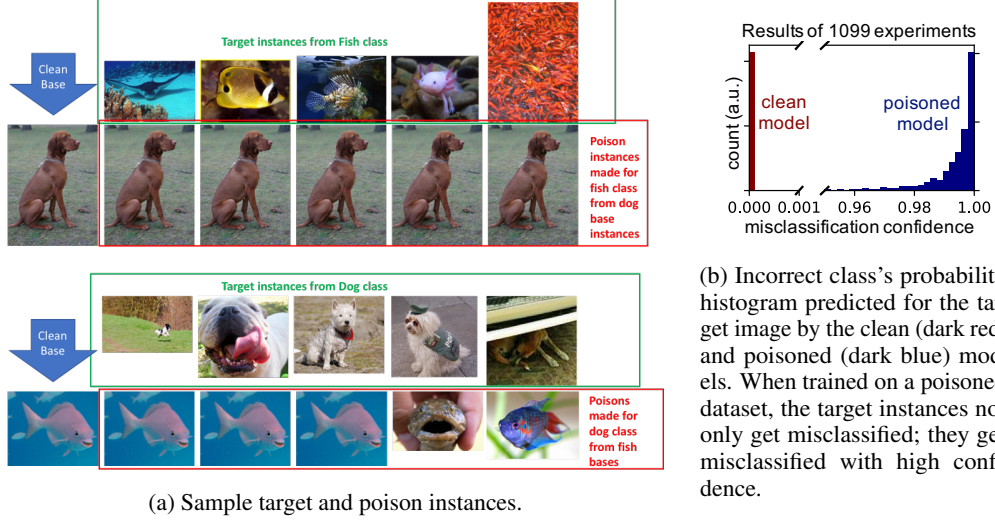 Target instances from Fish class
Clean
Base
Poison
instances
made for
fish class
from dog
base
instances
Target instances from Dog class
Clean
Base
Poisons
made for
dog class
from fish
bases
(a) Sample target and poison instances.
Results of 1099 experiments
count (a.u.)
clean
model
poisoned
model
0.000 0.001 0.96 0.98 1.00
misclassification confidence
(b) Incorrect class's probabilit
histogram predicted for the tar
get image by the clean (dark red
and poisoned (dark blue) mod
els. When trained on a poisone
dataset, the target instances no
only get misclassified; they ge
misclassified with high conf
dence.